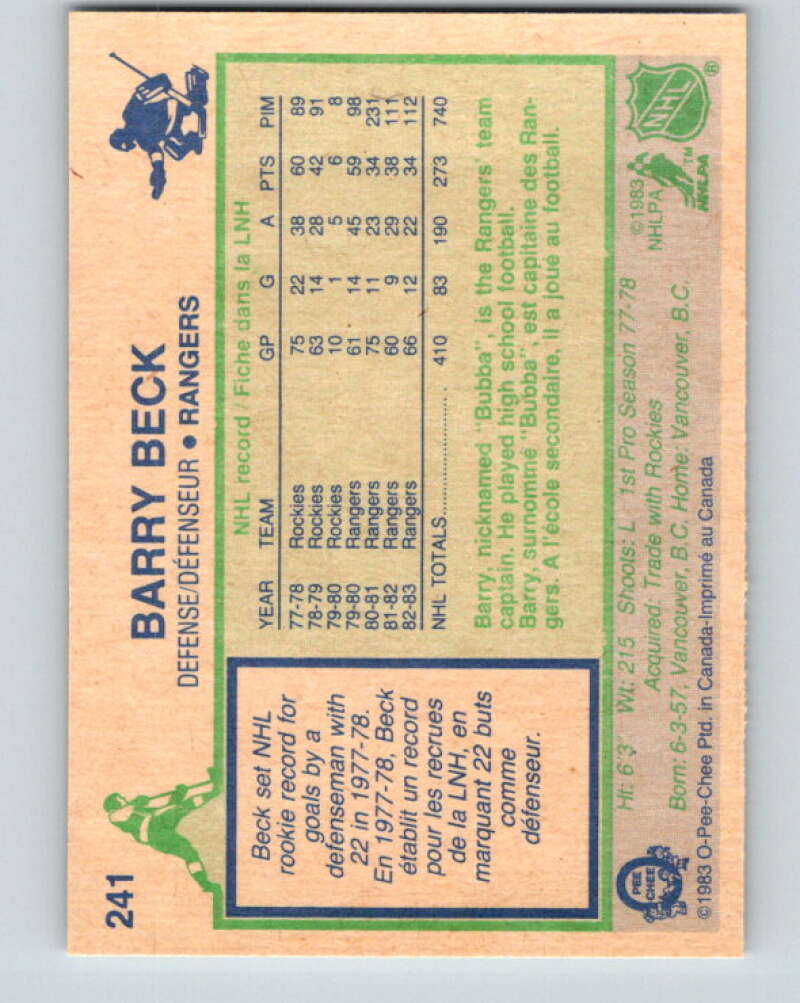 241
BARRY BECK
DEFENSE/DÉFENSEUR • RANGERS
Beck set NHL
rookie record for
goals by a
defenseman with
22 in 1977-78.
En 1977-78, Beck
établit un record
pour les recrues
de la LNH, en
marquant 22 buts
comme
défenseur.
NHL record / Fiche dans la LNH
YEAR TEAM GP G A PTS PIM
77-78 Rockies 75 22 38 60 89
78-79 Rockies 63 14 28 42 91
79-80 Rockies 10 1 5 6 8
79-80 Rangers 61 14 45 59 98
80-81 Rangers 75 11 23 34 231
81-82 Rangers 60 9 29 38 111
82-83 Rangers 66 12 22 34 112
NHL TOTALS.................... 410 83 190 273 740
Barry, nicknamed "Bubba", is the Rangers' team
captain. He played high school football.
Barry, surnommé "Bubba", est capitaine des Ran-
gers. A l'école secondaire, il a joué au football.
Ht: 6'3" Wt: 215 Shoots: L 1st Pro Season 77-78
Acquired: Trade with Rockies
Born: 6-3-57, Vancouver, B.C. Home: Vancouver, B.C.
©1983
NHLPA
NHLPA
TM
NHL
®
PEE
CHEE
©1983 O-Pee-Chee Ptd. in Canada-Imprimé au Canada